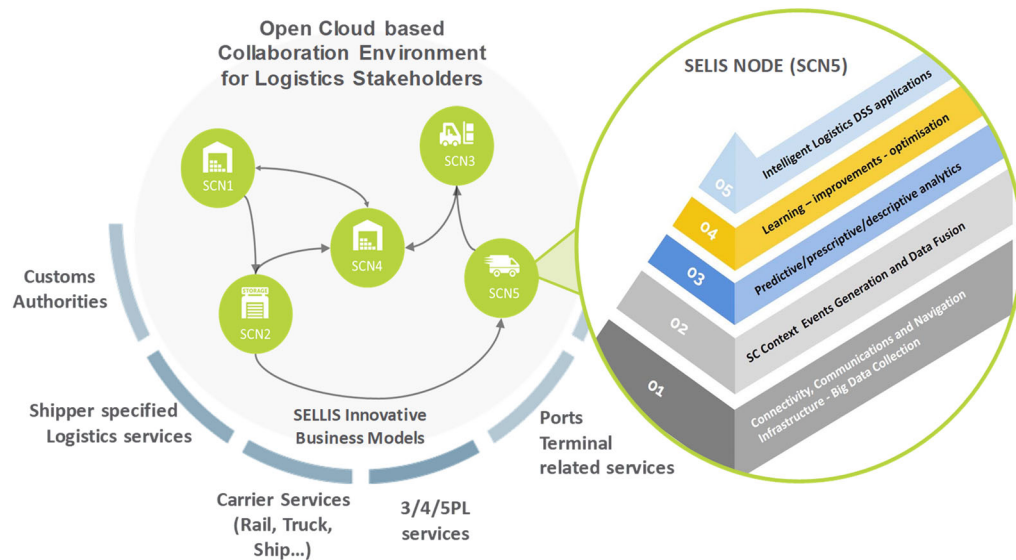 Open Cloud based
Collaboration Environment
for Logistics Stakeholders
SCN1
SCN3
SCN4
STORAGE
SCN2
SCN5
Customs
Authorities
Shipper specified
Logistics services
Carrier Services
(Rail, Truck,
Ship...)
3/4/5PL
services
Ports
Terminal
related services
SELLIS Innovative
Business Models
SELIS NODE (SCN5)
05
Intelligent Logistics DSS applications
04
Learning – improvements - optimisation
03
Predictive/prescriptive/descriptive analytics
02
SC Context Events Generation and Data Fusion
01
Connectivity, Communications and Navigation
Infrastructure - Big Data Collection